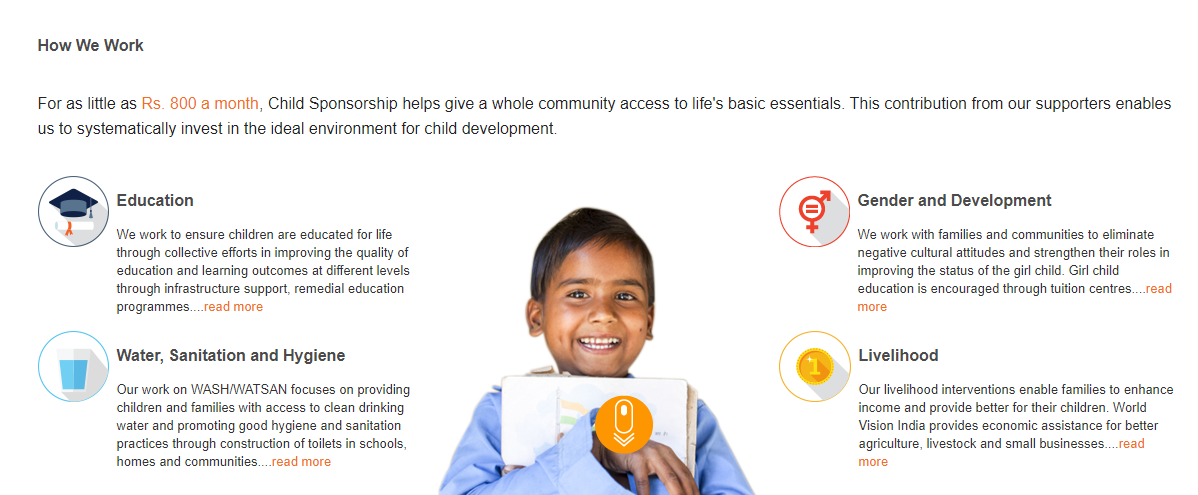 How We Work
For as little as Rs. 800 a month, Child Sponsorship helps give a whole community access to life's basic essentials. This contribution from our supporters enables
us to systematically invest in the ideal environment for child development.
Education
We work to ensure children are educated for life
through collective efforts in improving the quality of
education and learning outcomes at different levels
through infrastructure support, remedial education
programmes....read more
Water, Sanitation and Hygiene
Our work on WASH/WATSAN focuses on providing
children and families with access to clean drinking
water and promoting good hygiene and sanitation
practices through construction of toilets in schools,
homes and communities....read more
Gender and Development
We work with families and communities to eliminate
negative cultural attitudes and strengthen their roles in
improving the status of the girl child. Girl child
education is encouraged through tuition centres....read
more
1
Livelihood
Our livelihood interventions enable families to enhance
income and provide better for their children. World
Vision India provides economic assistance for better
agriculture, livestock and small businesses....read
more